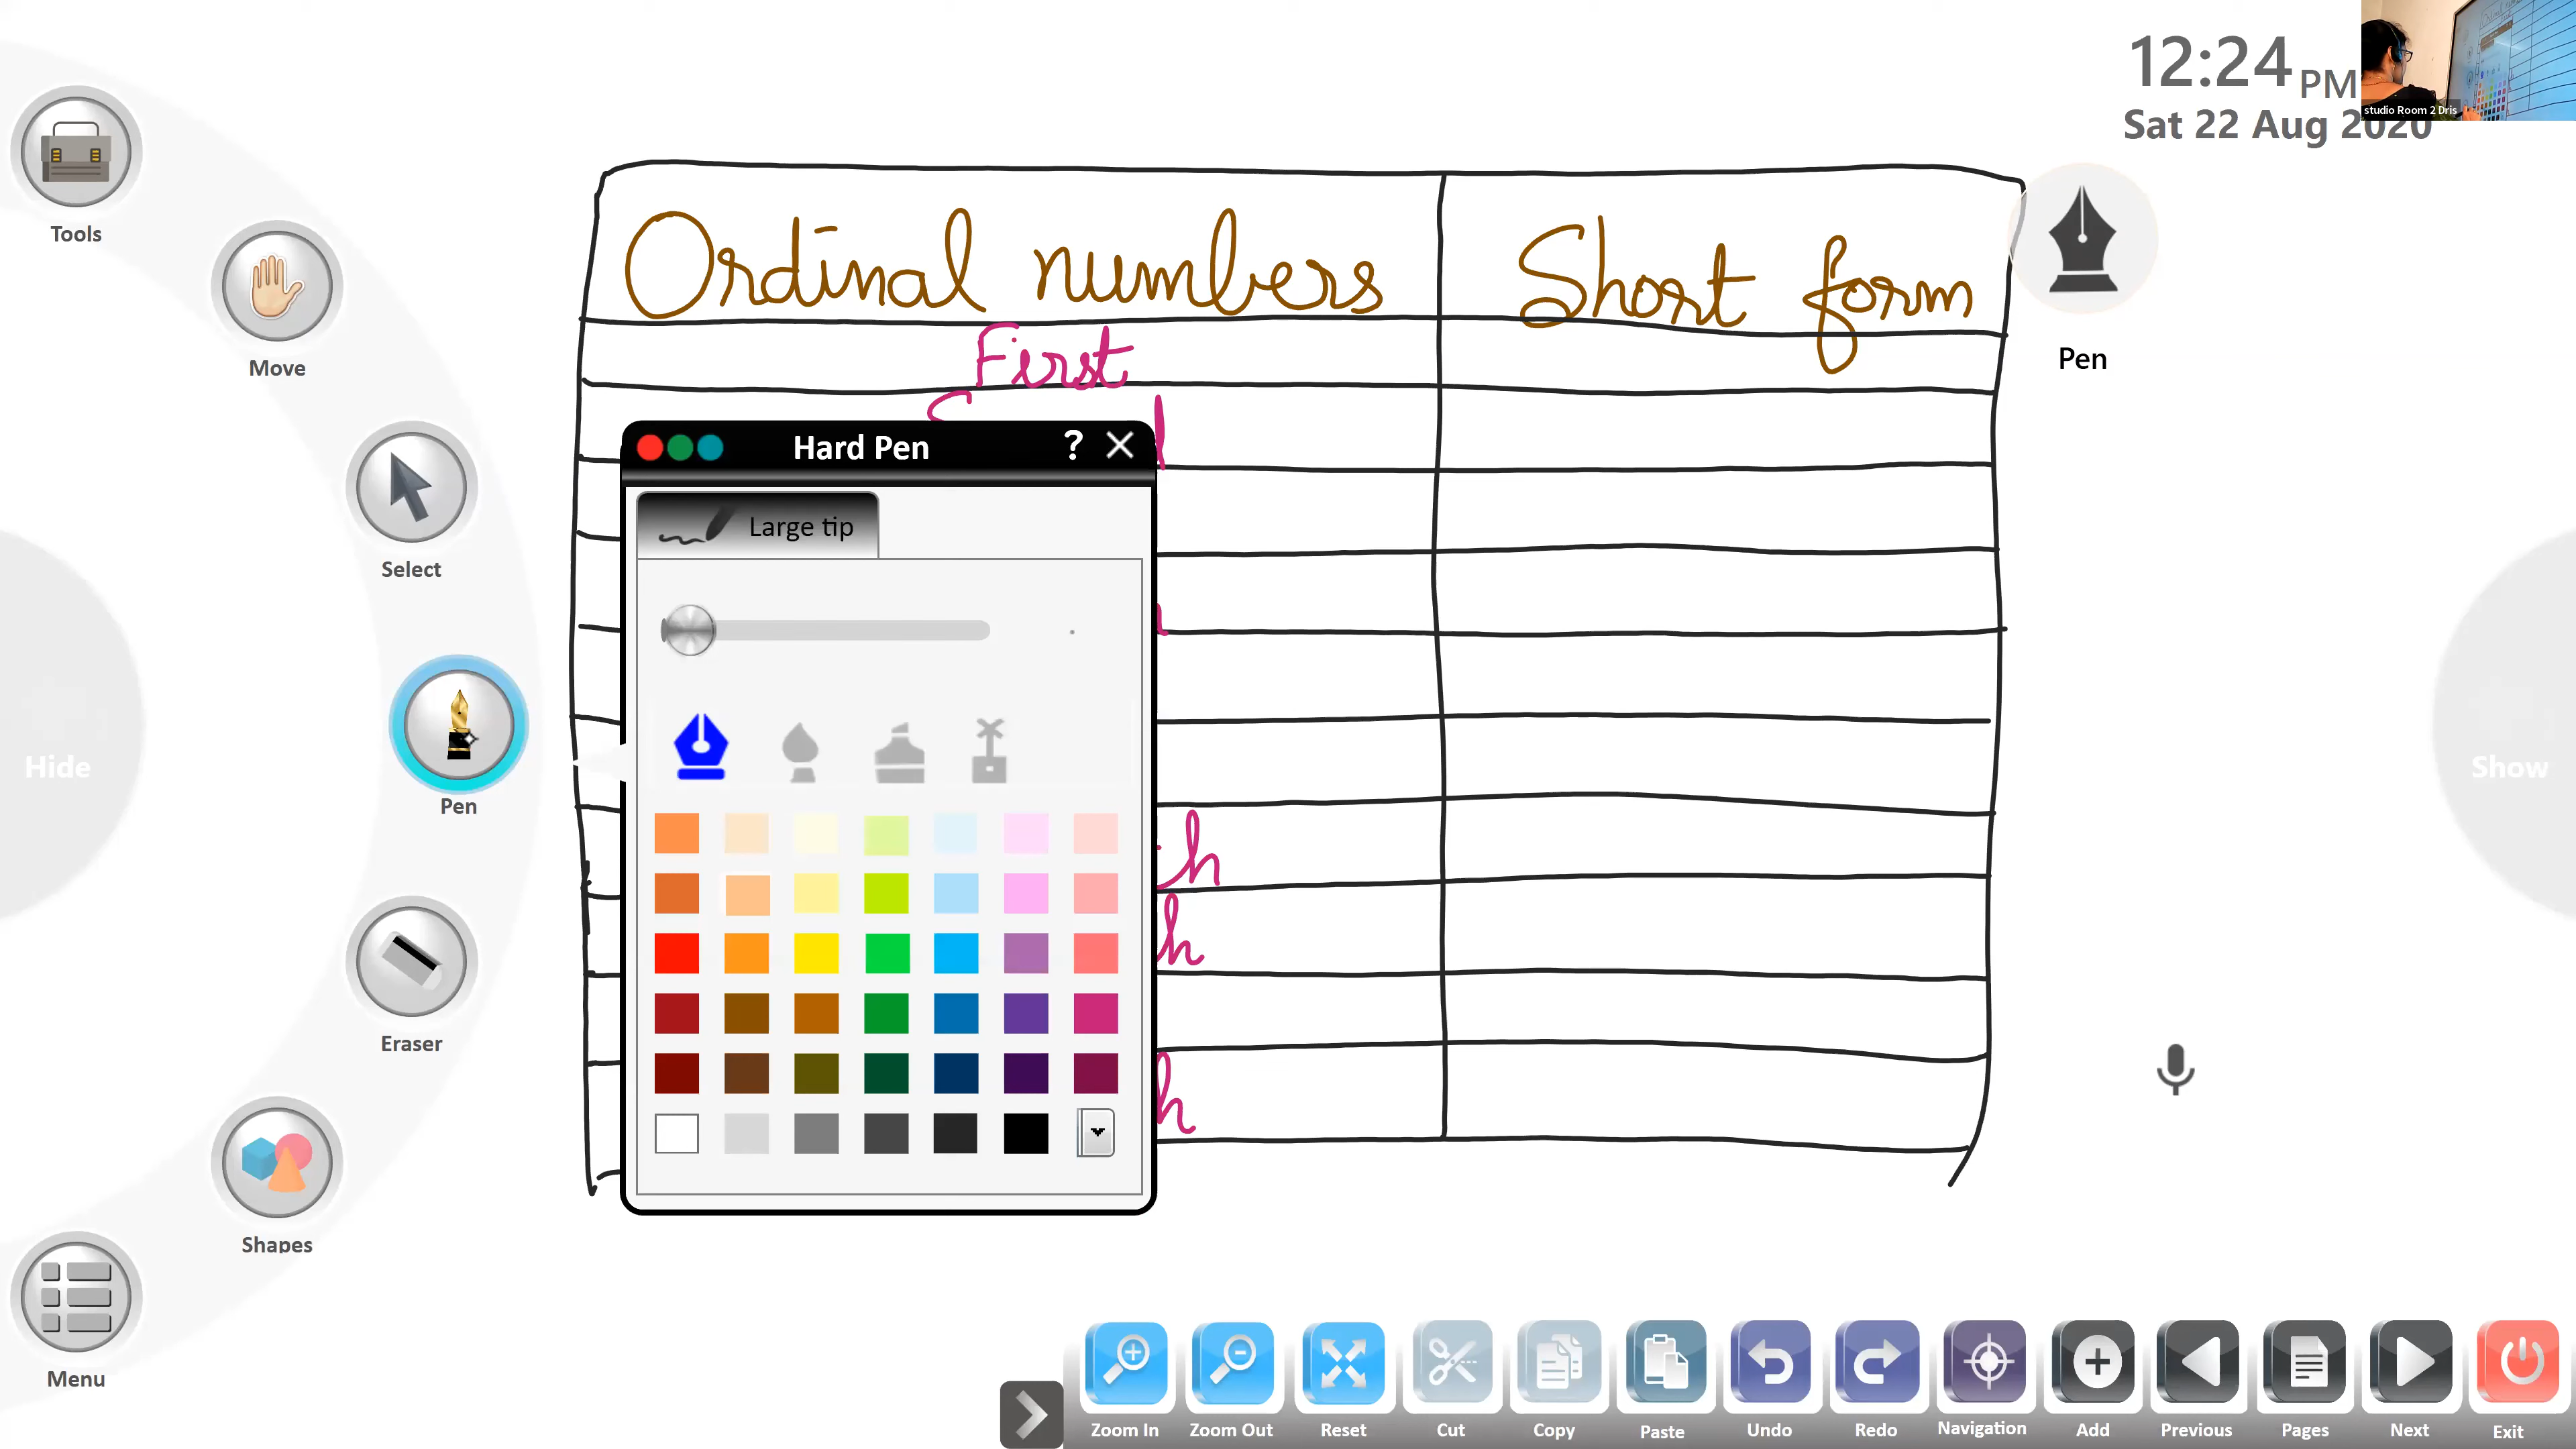 12:24 PM
studio Room 2 Dris
Sat 22 Aug 2020
Tools
Move
Select
Pen
Eraser
Shapes
Menu
Hide
Ordinal numbers
Short form
First
Hard Pen
?
Large tip
h
h
h
Pen
Show
Zoom In
Zoom Out
Reset
Cut
Copy
Paste
Undo
Redo
Navigation
Add
Previous
Pages
Next
Exit